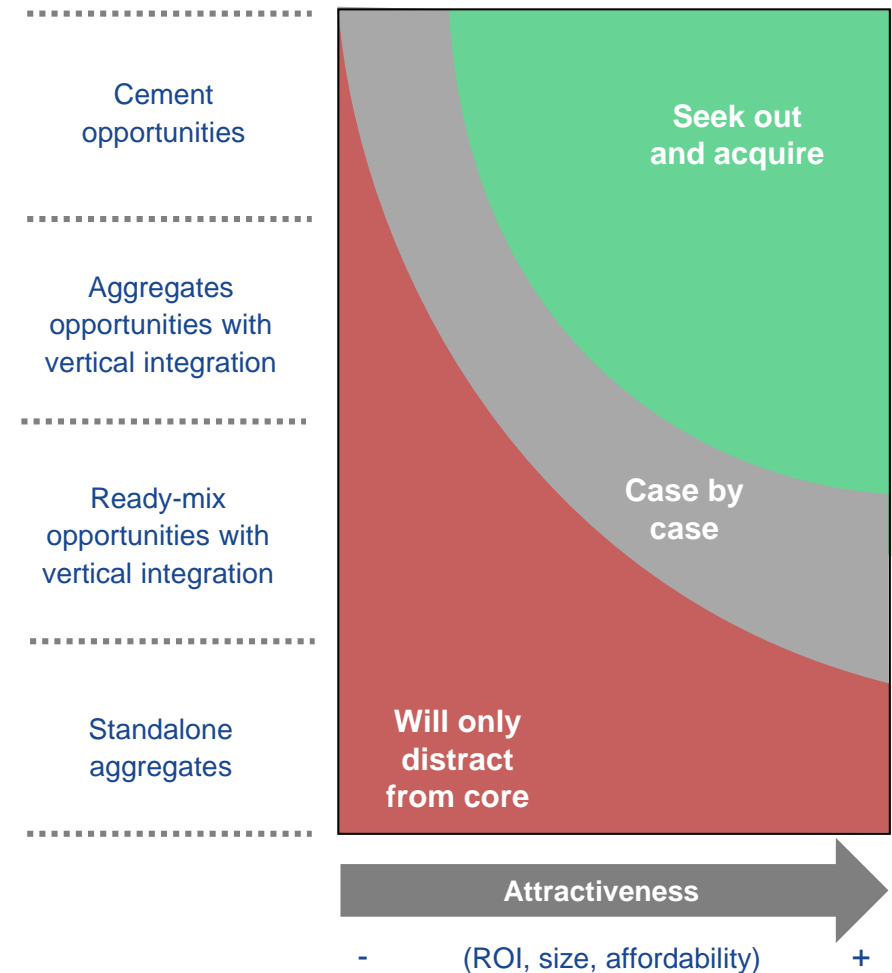 Cement
opportunities
Seek out
and acquire
Aggregates
opportunities with
vertical integration
Ready-mix
opportunities with
vertical integration
Case by
case
Standalone
aggregates
Will only
distract
from core
Attractiveness
- (ROI, size, affordability) +